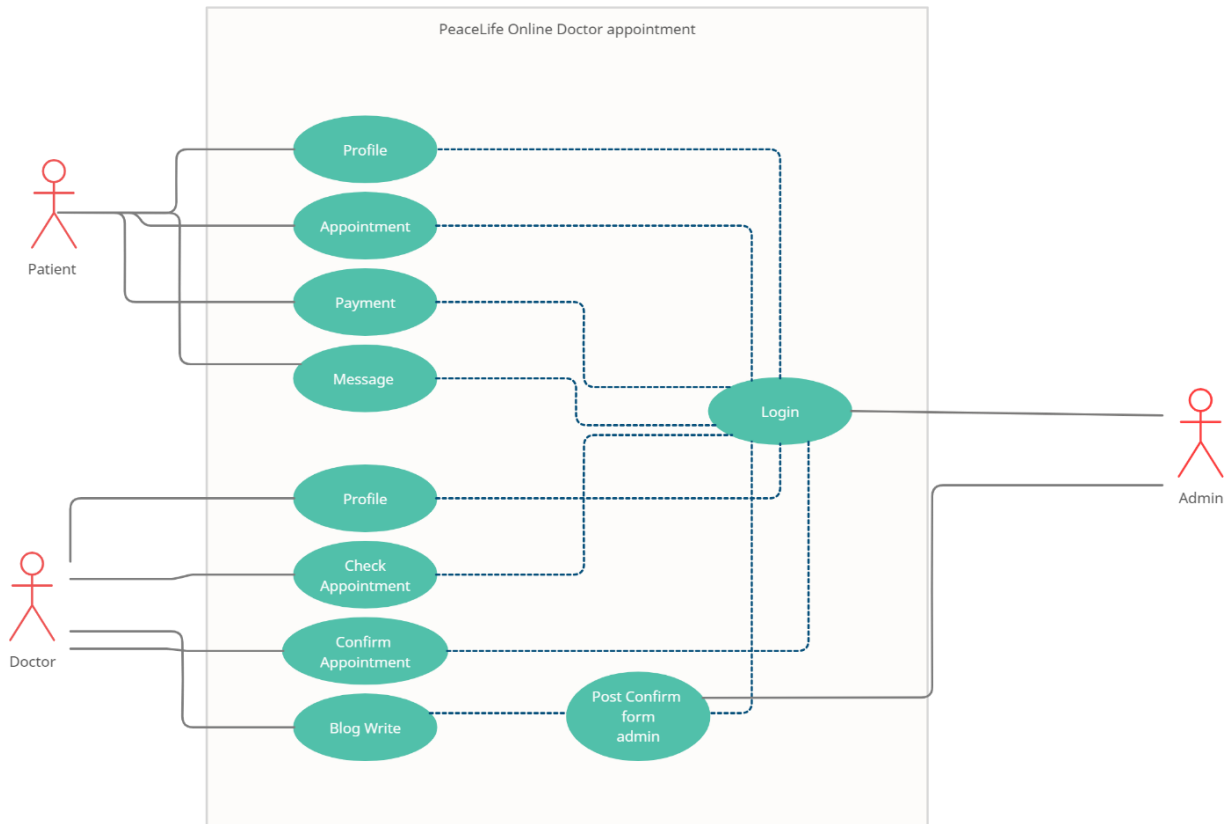 PeaceLife Online Doctor appointment
Profile
Appointment
Payment
Message
Login
Patient
Admin
Profile
Check
Appointment
Confirm
Appointment
Blog Write
Post Confirm
form
admin
Doctor